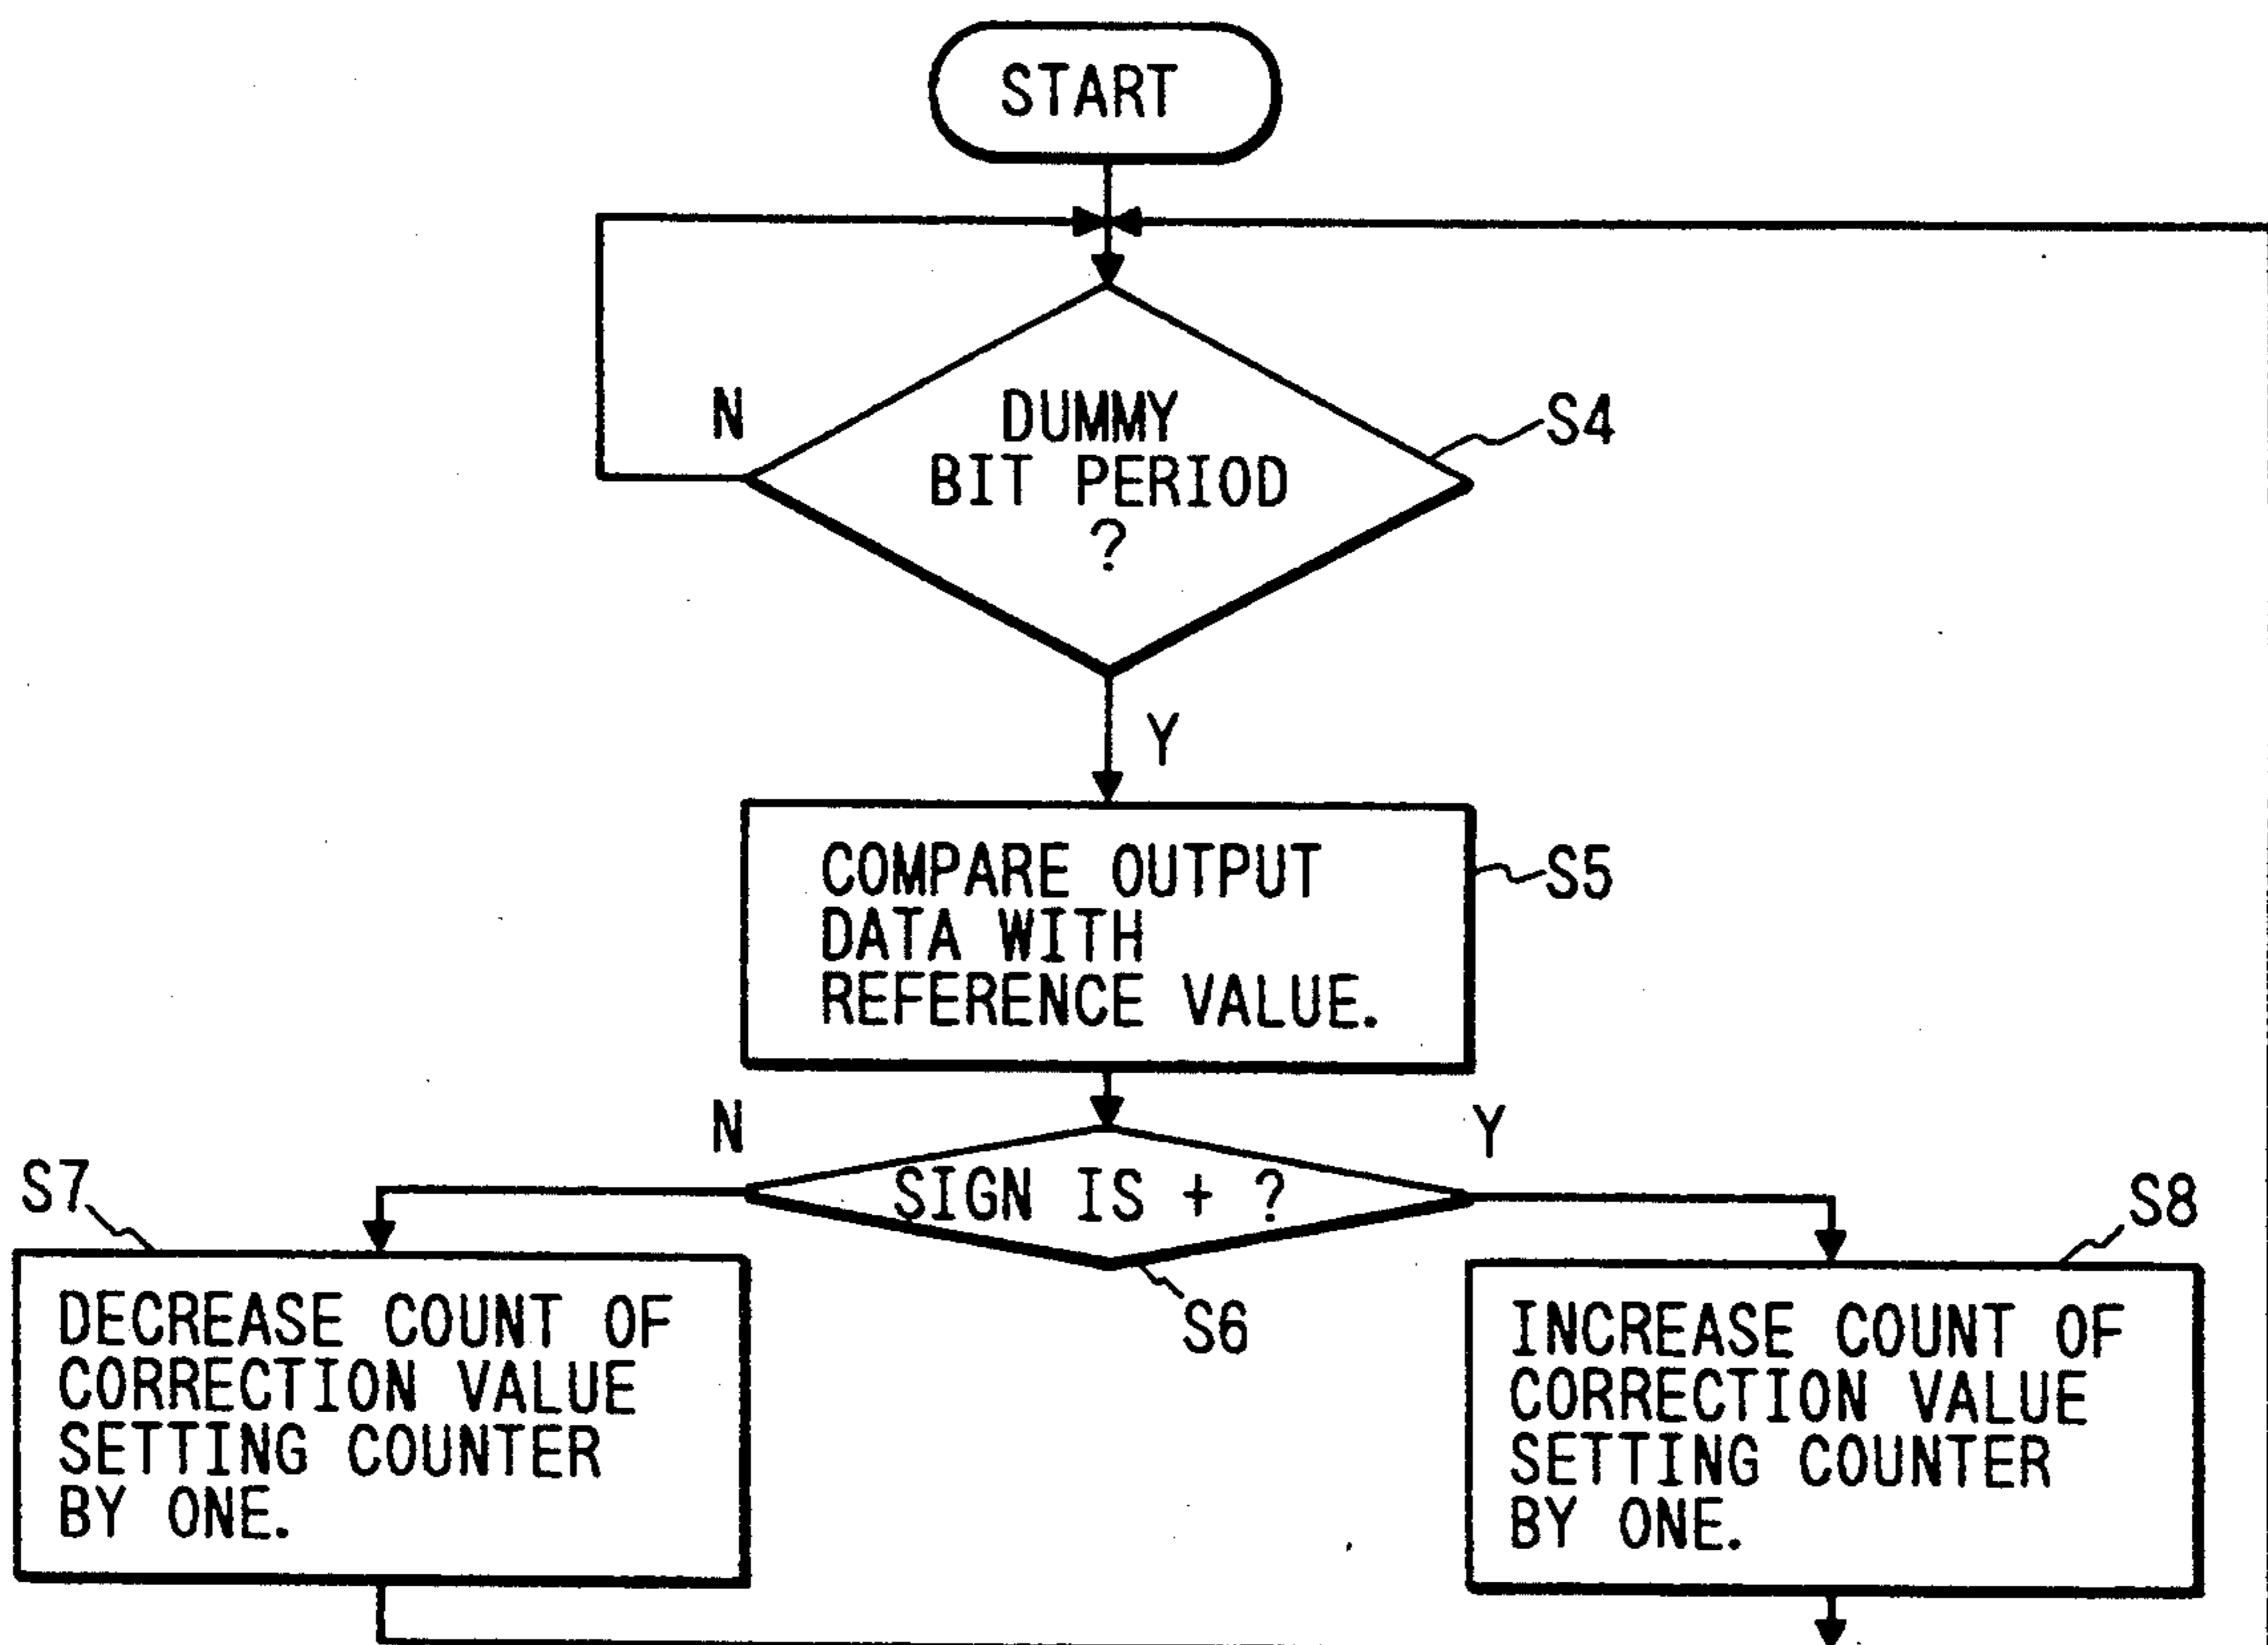 START
N
DUMMY
BIT PERIOD
?
S4
Y
COMPARE OUTPUT
DATA WITH
REFERENCE VALUE.
S5
N
Y
SIGN IS + ?
S6
S7
DECREASE COUNT OF
CORRECTION VALUE
SETTING COUNTER
BY ONE.
S8
INCREASE COUNT OF
CORRECTION VALUE
SETTING COUNTER
BY ONE.